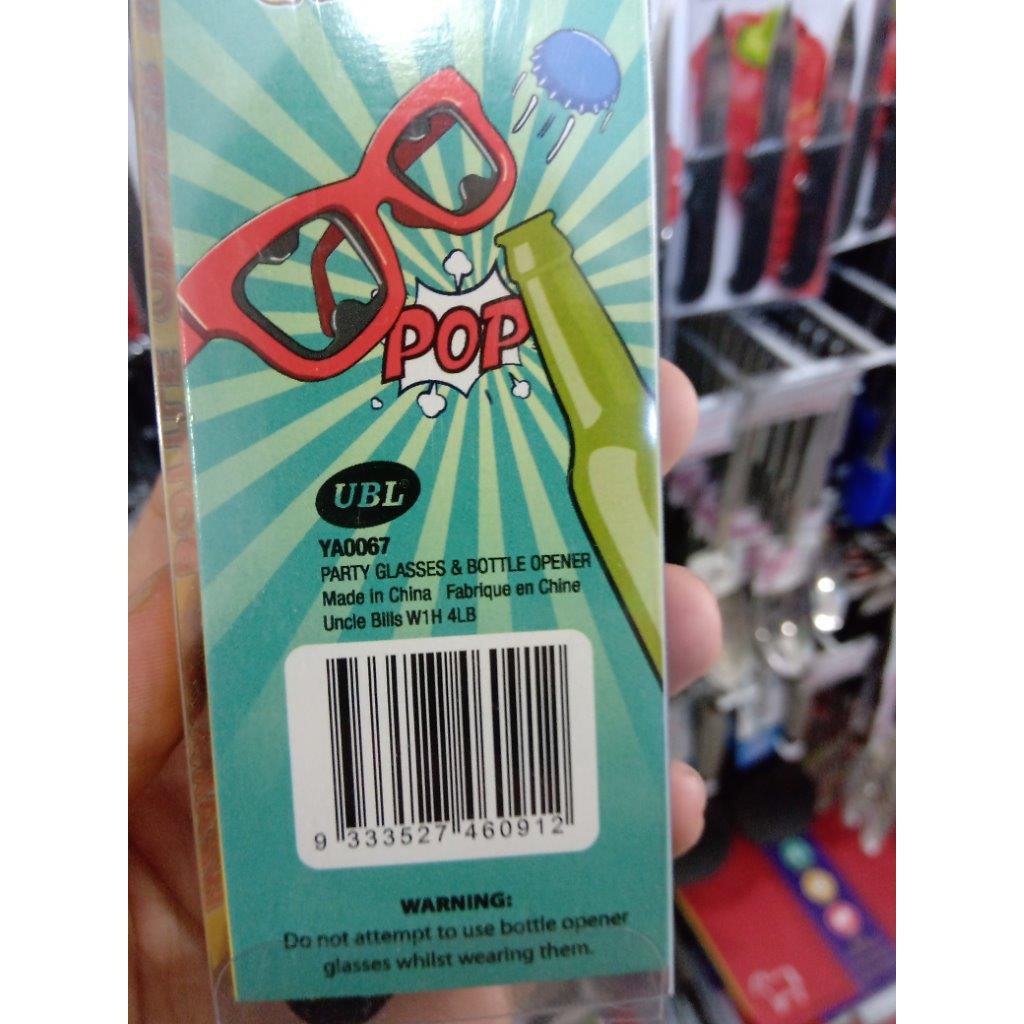 POP
UBL
YA0067
PARTY GLASSES & BOTTLE OPENER
Made in China Fabrique en Chine
Uncle Bills W1H 4LB
9 333527 460912
WARNING:
Do not attempt to use bottle opener
glasses whilst wearing them.